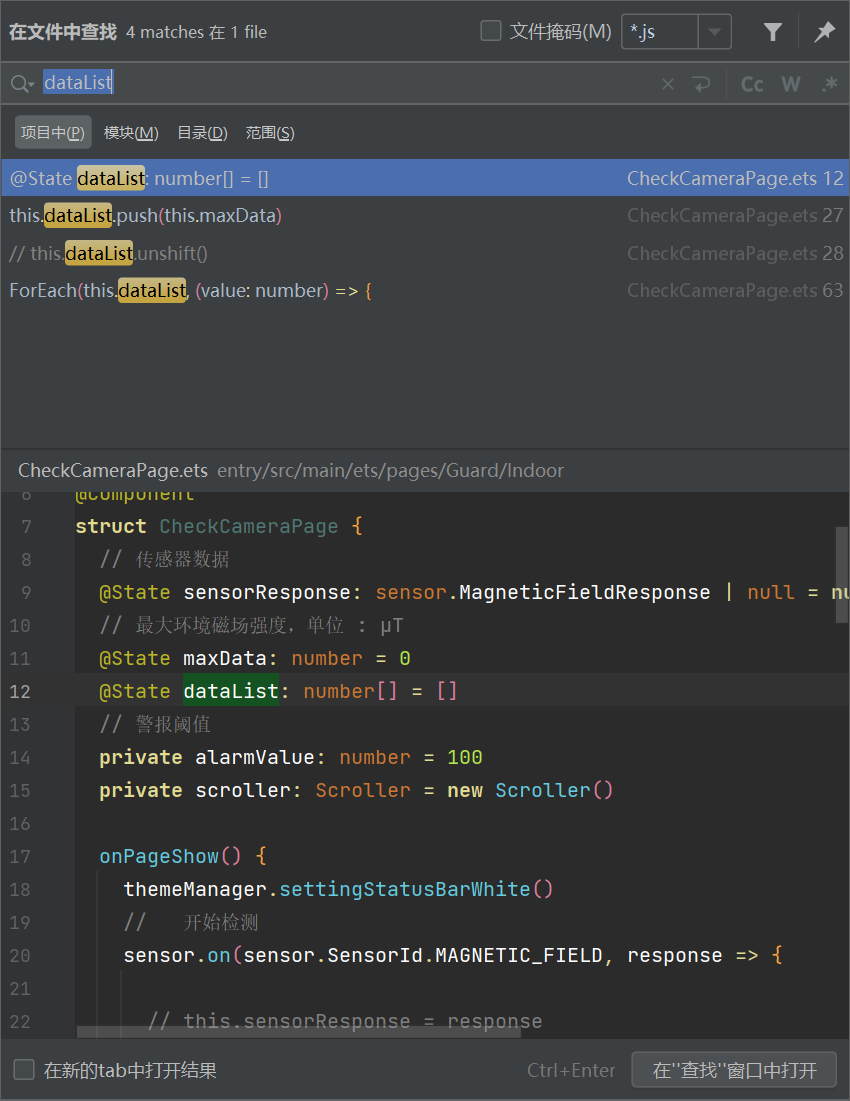 在文件中查找 4 matches 在 1 file 文件掩码(M) *.js
dataList Cc W .*
项目中(P) 模块(M) 目录(D) 范围(S)
@State dataList: number[] = [] CheckCameraPage.ets 12
this.dataList.push(this.maxData) CheckCameraPage.ets 27
// this.dataList.unshift() CheckCameraPage.ets 28
ForEach(this.dataList, (value: number) => { CheckCameraPage.ets 63
CheckCameraPage.ets entry/src/main/ets/pages/Guard/Indoor
6 @Component
7 struct CheckCameraPage {
8 // 传感器数据
9 @State sensorResponse: sensor.MagneticFieldResponse | null = nu
10 // 最大环境磁场强度，单位 : μT
11 @State maxData: number = 0
12 @State dataList: number[] = []
13 // 警报阈值
14 private alarmValue: number = 100
15 private scroller: Scroller = new Scroller()
16
17 onPageShow() {
18 themeManager.settingStatusBarWhite()
19 // 开始检测
20 sensor.on(sensor.SensorId.MAGNETIC_FIELD, response => {
21
22 // this.sensorResponse = response
在新的tab中打开结果 Ctrl+Enter 在"查找"窗口中打开